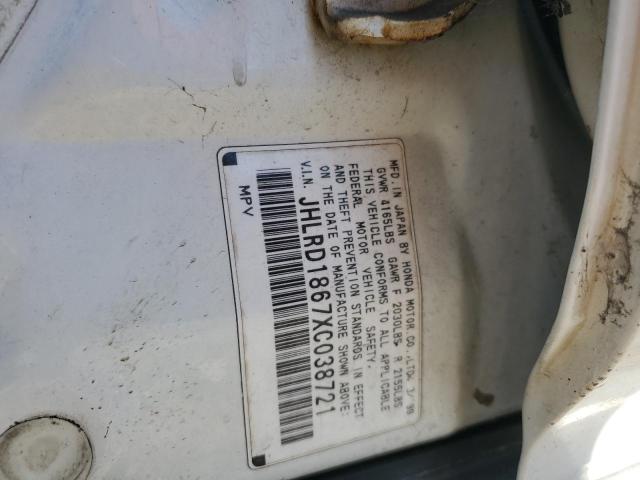 MFD. IN JAPAN BY HONDA MOTOR CO.,LTD. 3/99
GVWR 4165LBS GAWR F 2030LBS R 2155LBS
THIS VEHICLE CONFORMS TO ALL APPLICABLE
FEDERAL MOTOR VEHICLE SAFETY,
AND THEFT PREVENTION STANDARDS IN EFFECT
ON THE DATE OF MANUFACTURE SHOWN ABOVE:
V.I.N. JHLRD1867XC038721
MPV